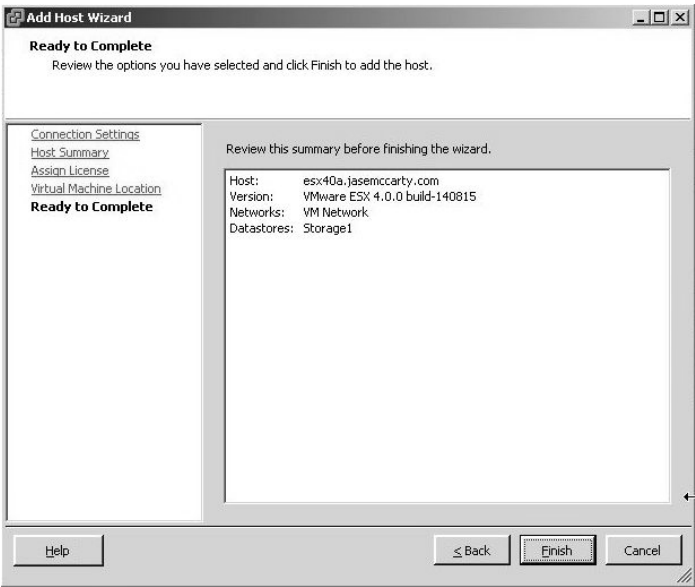 Add Host Wizard
Ready to Complete
Review the options you have selected and click Finish to add the host.
Connection Settings
Host Summary
Assign License
Virtual Machine Location
Ready to Complete
Review this summary before finishing the wizard.
Host: esx40a.jasemccarty.com
Version: VMware ESX 4.0.0 build-140815
Networks: VM Network
Datastores: Storage1
Help
< Back
Finish
Cancel